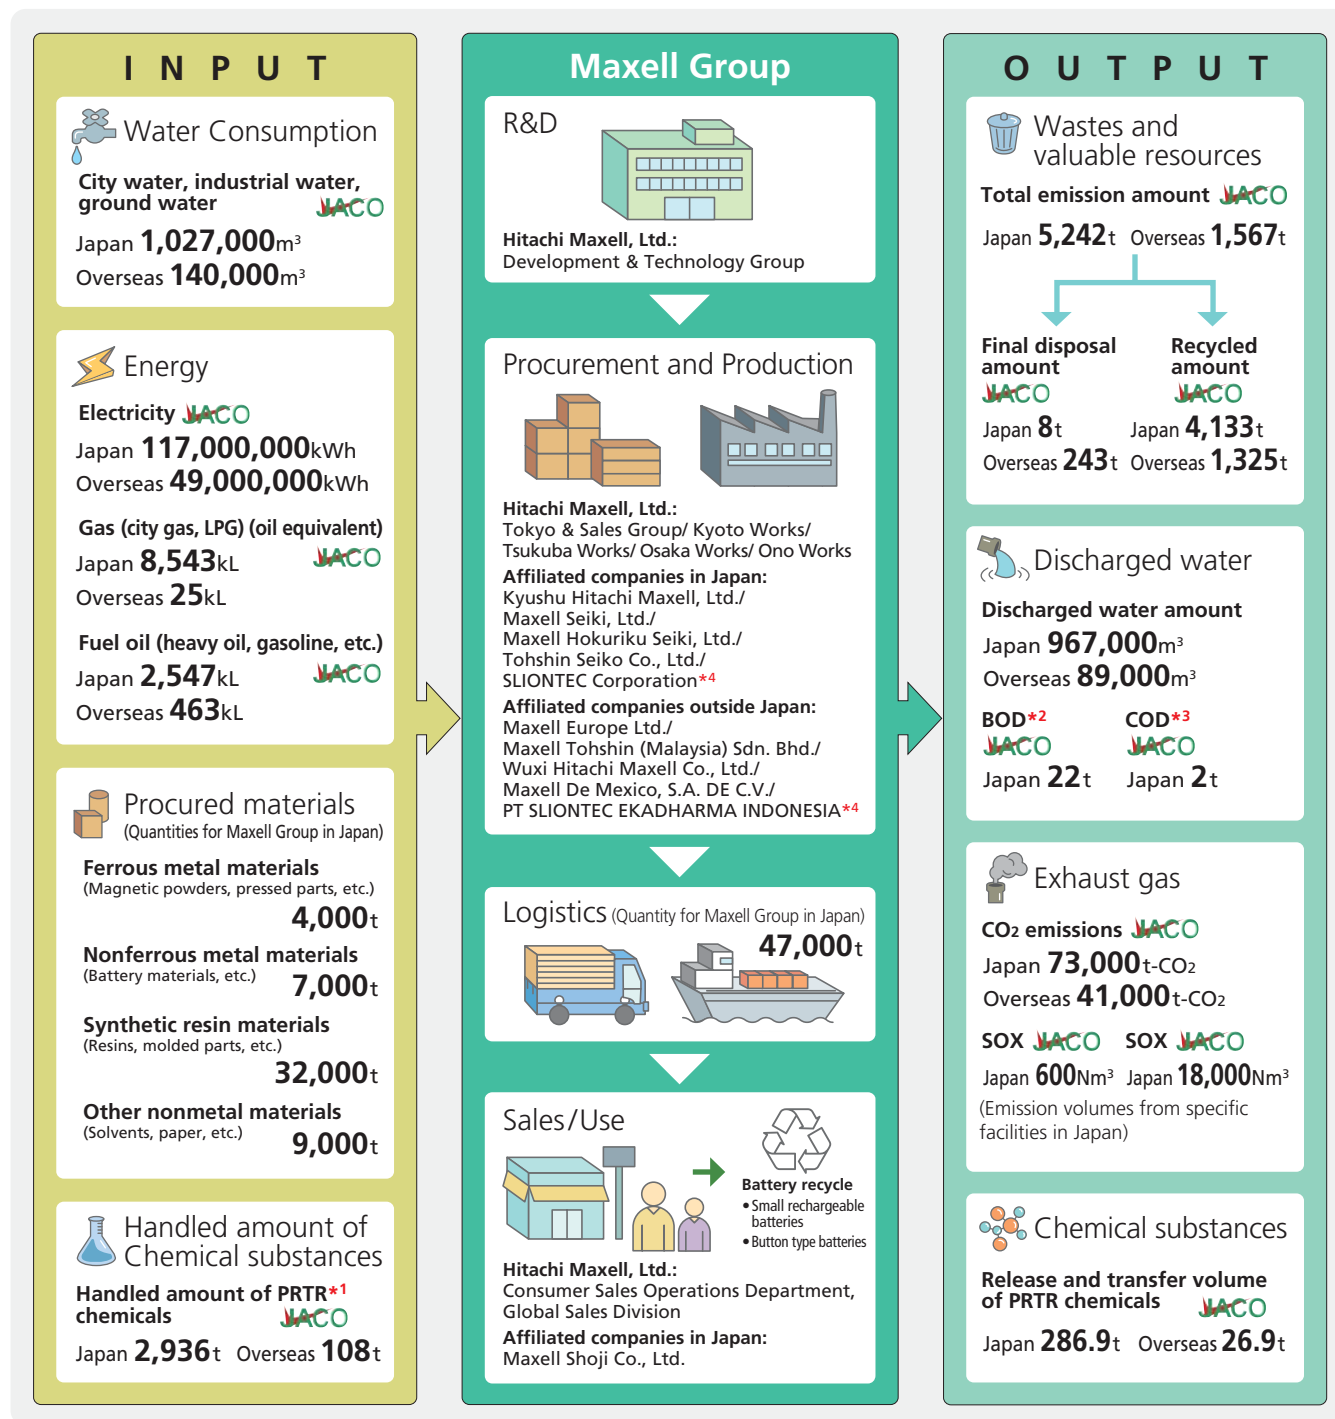 INPUT
Water Consumption
City water, industrial water,
ground water JACO
Japan 1,027,000m³
Overseas 140,000m³
Energy
Electricity JACO
Japan 117,000,000kWh
Overseas 49,000,000kWh
Gas (city gas, LPG) (oil equivalent)
Japan 8,543kL JACO
Overseas 25kL
Fuel oil (heavy oil, gasoline, etc.)
Japan 2,547kL JACO
Overseas 463kL
Procured materials
(Quantities for Maxell Group in Japan)
Ferrous metal materials
(Magnetic powders, pressed parts, etc.)
4,000t
Nonferrous metal materials
(Battery materials, etc.) 7,000t
Synthetic resin materials
(Resins, molded parts, etc.)
32,000t
Other nonmetal materials
(Solvents, paper, etc.) 9,000t
Handled amount of
Chemical substances
Handled amount of PRTR*1
chemicals JACO
Japan 2,936t Overseas 108t
Maxell Group
R&D
Hitachi Maxell, Ltd.:
Development & Technology Group
Procurement and Production
Hitachi Maxell, Ltd.:
Tokyo & Sales Group/ Kyoto Works/
Tsukuba Works/ Osaka Works/ Ono Works
Affiliated companies in Japan:
Kyushu Hitachi Maxell, Ltd./
Maxell Seiki, Ltd./
Maxell Hokuriku Seiki, Ltd./
Tohshin Seiko Co., Ltd./
SLIONTEC Corporation*4
Affiliated companies outside Japan:
Maxell Europe Ltd./
Maxell Tohshin (Malaysia) Sdn. Bhd./
Wuxi Hitachi Maxell Co., Ltd./
Maxell De Mexico, S.A. DE C.V./
PT SLIONTEC EKADHARMA INDONESIA*4
Logistics (Quantity for Maxell Group in Japan)
47,000t
Sales/Use
Battery recycle
•Small rechargeable
batteries
•Button type batteries
Hitachi Maxell, Ltd.:
Consumer Sales Operations Department,
Global Sales Division
Affiliated companies in Japan:
Maxell Shoji Co., Ltd.
OUTPUT
Wastes and
valuable resources
Total emission amount JACO
Japan 5,242t Overseas 1,567t
Final disposal
amount
JACO
Japan 8t
Overseas 243t
Recycled
amount
JACO
Japan 4,133t
Overseas 1,325t
Discharged water
Discharged water amount
Japan 967,000m³
Overseas 89,000m³
BOD*2 COD*3
JACO JACO
Japan 22t Japan 2t
Exhaust gas
CO₂ emissions JACO
Japan 73,000t-CO₂
Overseas 41,000t-CO₂
SOX JACO SOX JACO
Japan 600Nm³ Japan 18,000Nm³
(Emission volumes from specific
facilities in Japan)
Chemical substances
Release and transfer volume
of PRTR chemicals JACO
Japan 286.9t Overseas 26.9t